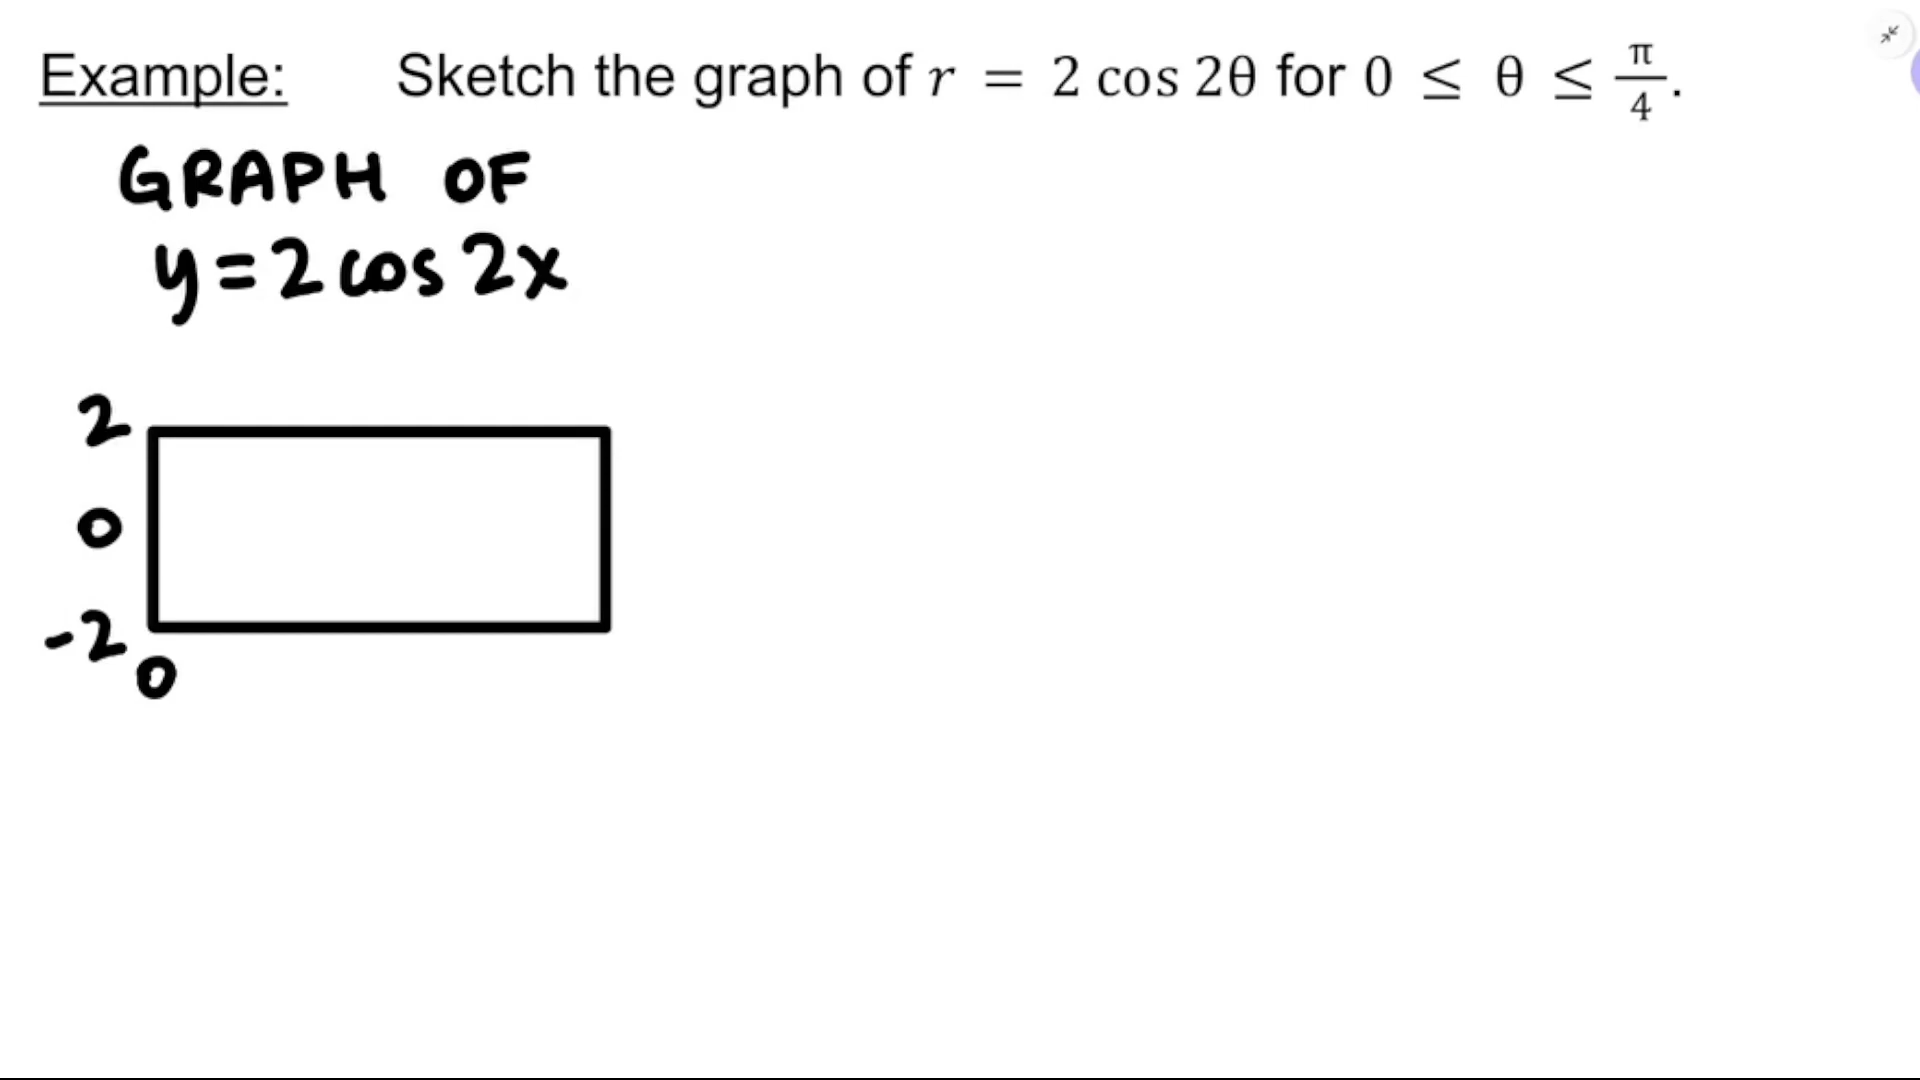 Example: Sketch the graph of r = 2 cos 2θ for 0 ≤ θ ≤ π/4.
GRAPH OF
y=2cos2x
2
0
-2
0